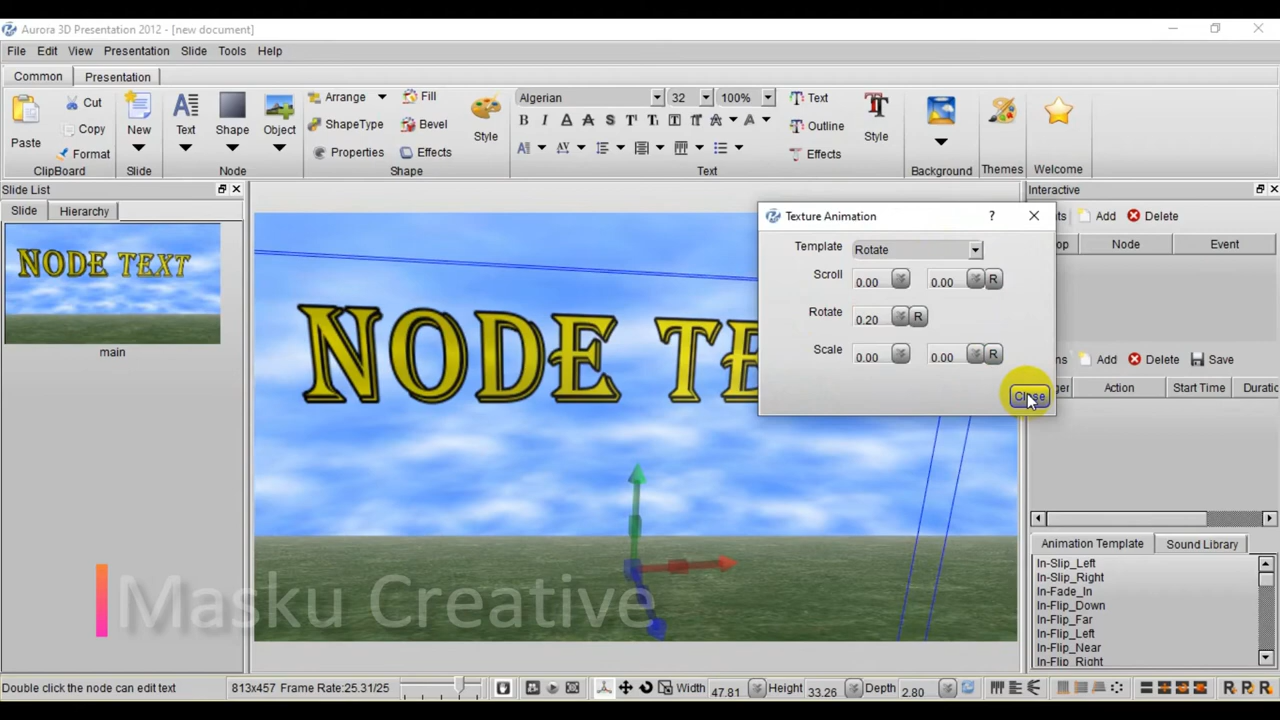 Aurora 3D Presentation 2012 - [new document]
File Edit View Presentation Slide Tools Help
Common Presentation
Paste Cut Copy Format ClipBoard
New Slide
Text Shape Object Node
Arrange Fill
ShapeType Bevel
Properties Effects
Shape
Style
Algerian 32 100%
B I A A S T T T
Text
Text Outline Effects
Style
Background
Themes
Welcome
Slide List
Slide Hierarchy
NODE TEXT
main
NODE TE
Texture Animation ?
Template Rotate
Scroll 0.00 0.00 R
Rotate 0.20 R
Scale 0.00 0.00 R
Close
Interactive
Add Delete
Node Event
Add Delete Save
Action Start Time Duratio
Animation Template Sound Library
In-Slip_Left
In-Slip_Right
In-Fade_In
In-Flip_Down
In-Flip_Far
In-Flip_Left
In-Flip_Near
In-Flip_Right
Masku Creative
Double click the node can edit text 813x457 Frame Rate:25.31/25 Width 47.81 Height 33.26 Depth 2.80